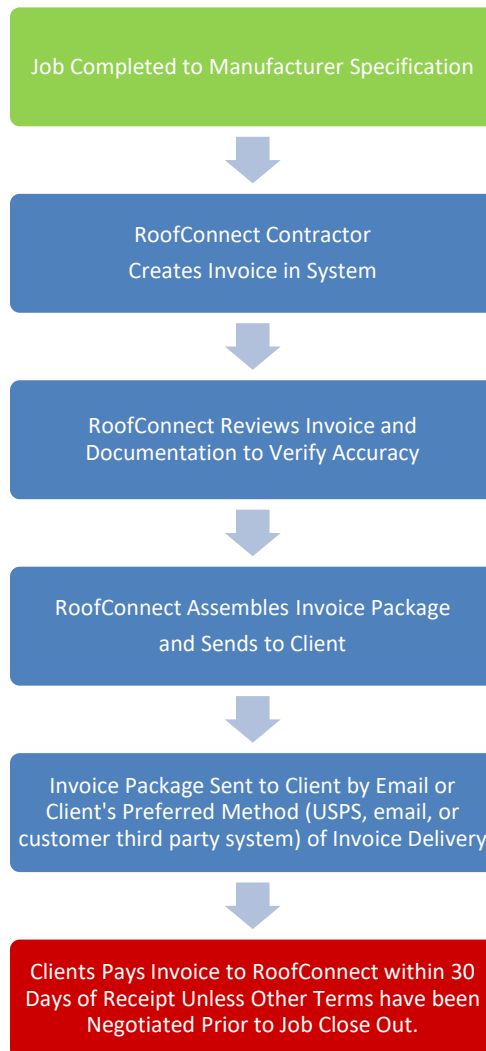 Job Completed to Manufacturer Specification
RoofConnect Contractor
Creates Invoice in System
RoofConnect Reviews Invoice and
Documentation to Verify Accuracy
RoofConnect Assembles Invoice Package
and Sends to Client
Invoice Package Sent to Client by Email or
Client's Preferred Method (USPS, email, or
customer third party system) of Invoice Delivery
Clients Pays Invoice to RoofConnect within 30
Days of Receipt Unless Other Terms have been
Negotiated Prior to Job Close Out.